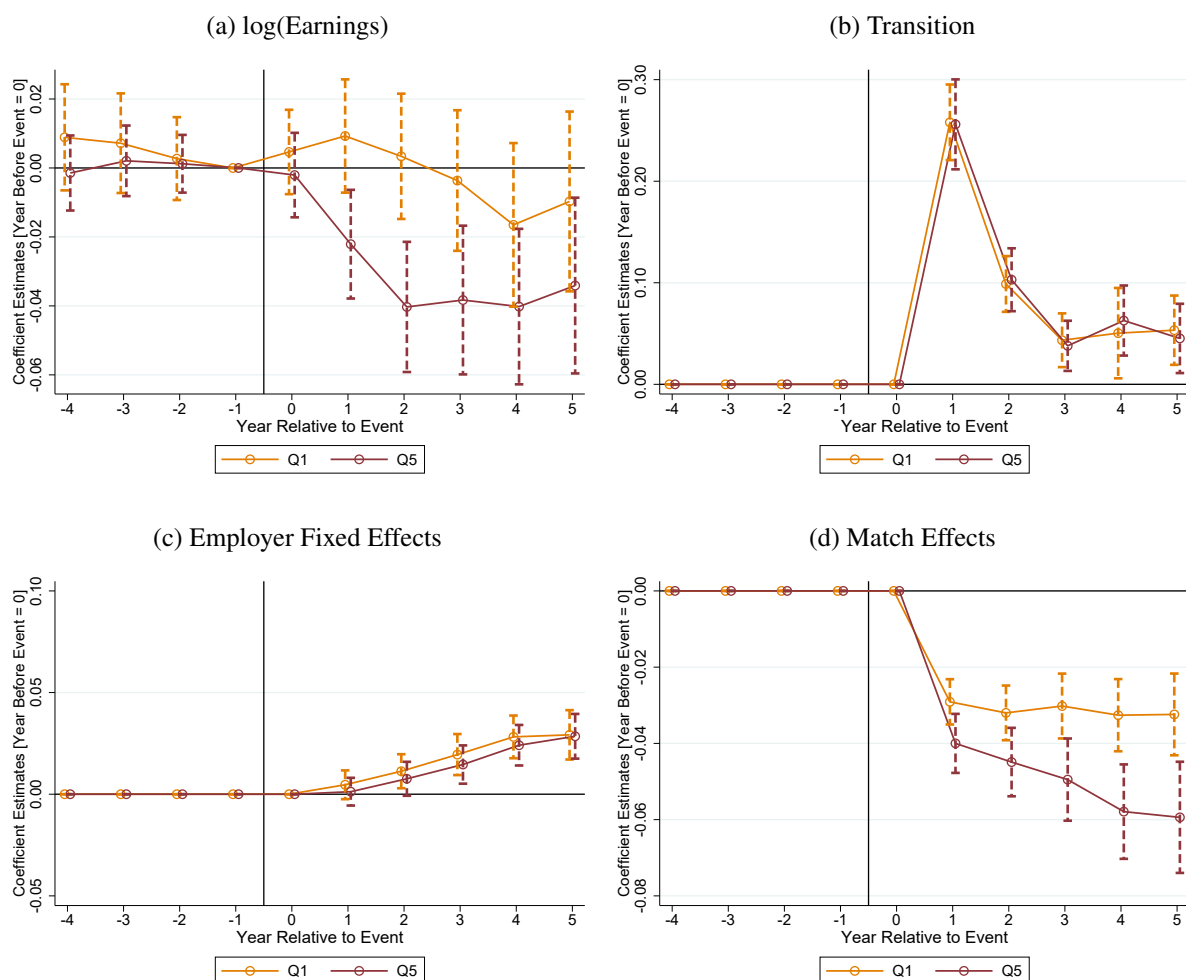 (a) log(Earnings)
Coefficient Estimates [Year Before Event = 0]
0.02
0.00
-0.02
-0.04
-0.06
-4 -3 -2 -1 0 1 2 3 4 5
Year Relative to Event
Q1 Q5
(b) Transition
Coefficient Estimates [Year Before Event = 0]
0.30
0.20
0.10
0.00
-4 -3 -2 -1 0 1 2 3 4 5
Year Relative to Event
Q1 Q5
(c) Employer Fixed Effects
Coefficient Estimates [Year Before Event = 0]
0.10
0.05
0.00
-0.05
-4 -3 -2 -1 0 1 2 3 4 5
Year Relative to Event
Q1 Q5
(d) Match Effects
Coefficient Estimates [Year Before Event = 0]
0.00
-0.02
-0.04
-0.06
-0.08
-4 -3 -2 -1 0 1 2 3 4 5
Year Relative to Event
Q1 Q5